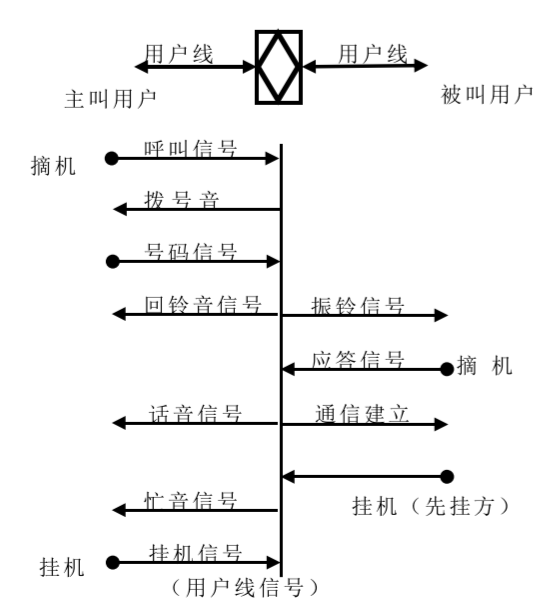 用户线 用户线
主叫用户 被叫用户
呼叫信号
摘机
拨号音
号码信号
回铃音信号 振铃信号
应答信号 摘 机
话音信号 通信建立
忙音信号 挂机（先挂方）
挂机信号
挂机
（用户线信号）